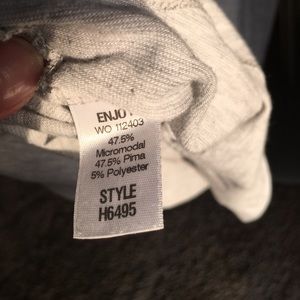 ENJOY
WO 112403
47.5%
Micromodal
47.5% Pima
5% Polyester
STYLE
H6495